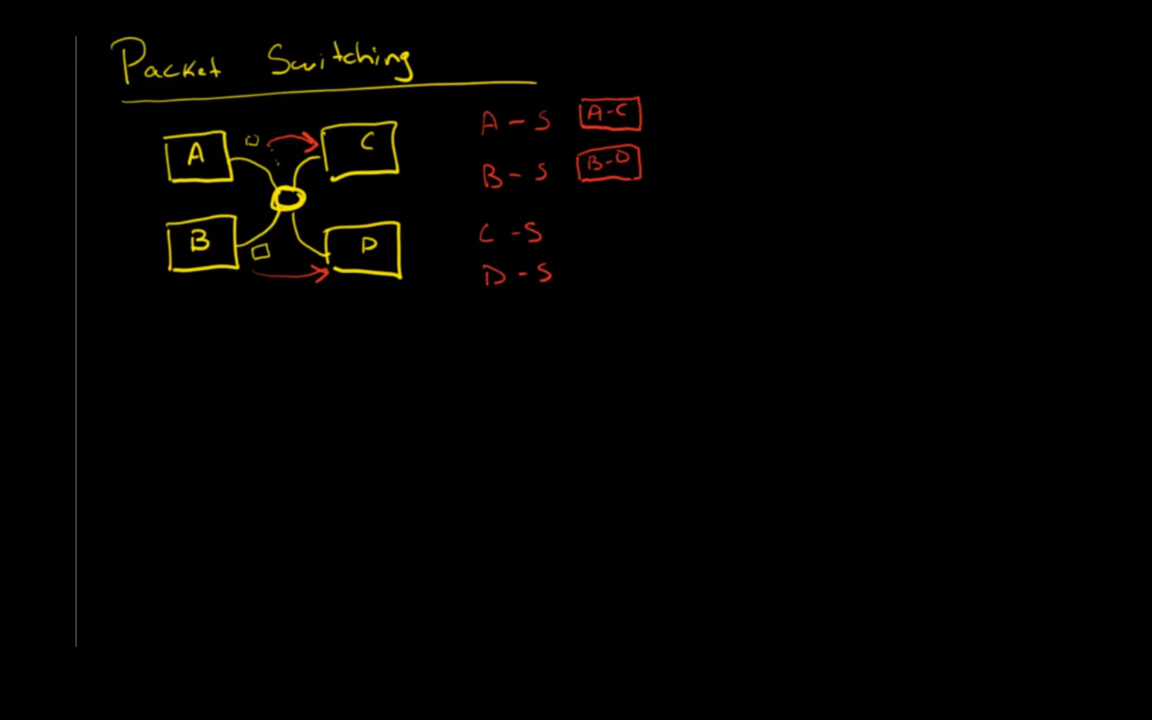 Packet Switching
A
C
B
D
A - S A-C
B - S B-D
C - S
D - S